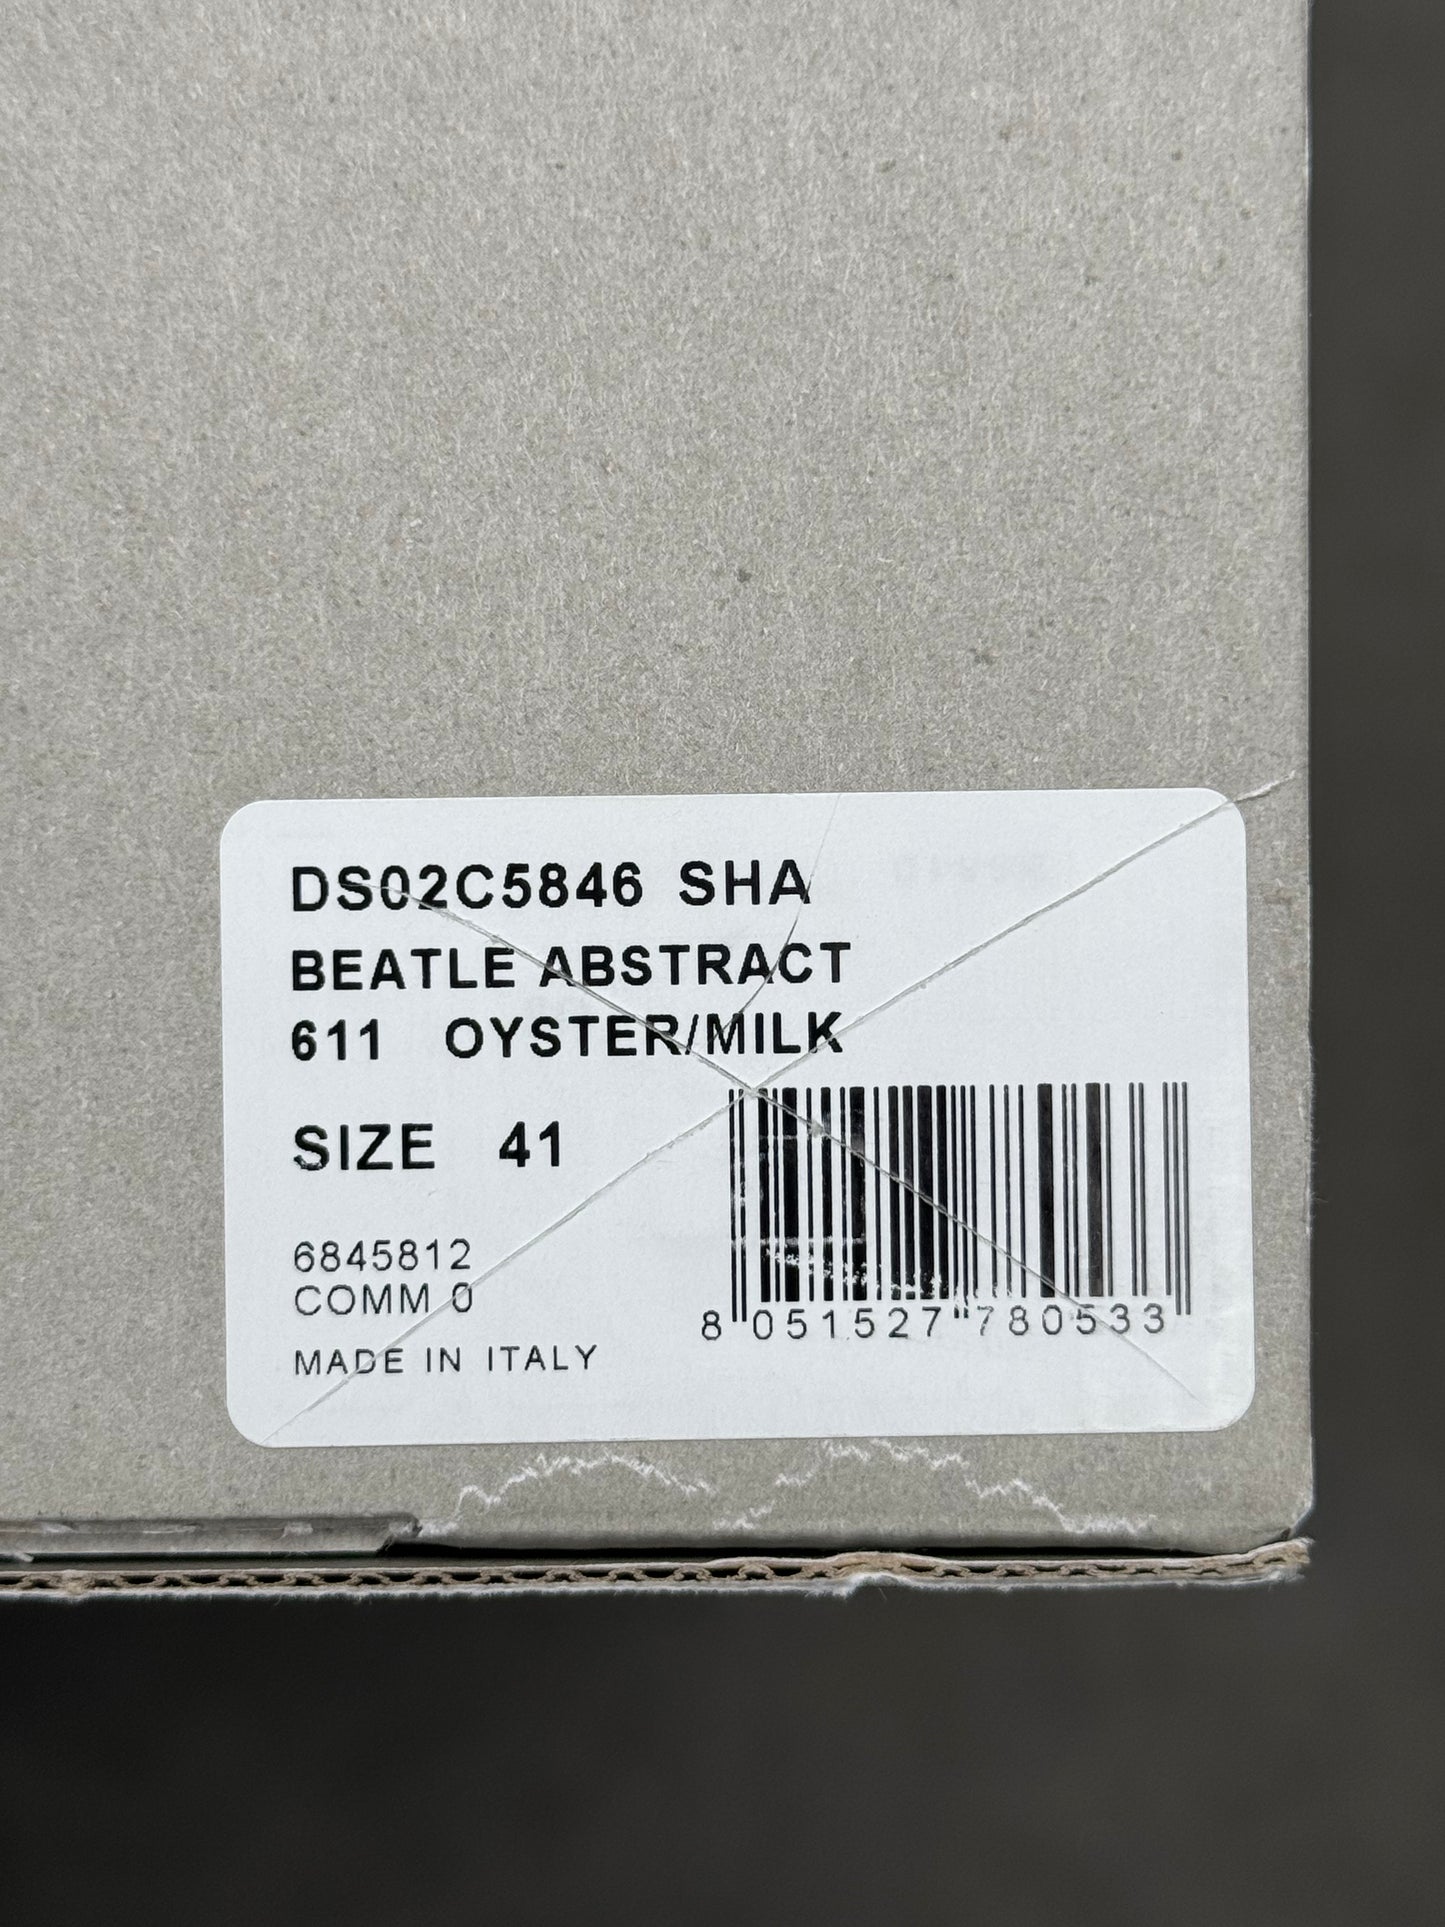 DS02C5846 SHA
BEATLE ABSTRACT
611 OYSTER/MILK
SIZE 41
6845812
COMM 0
MADE IN ITALY
8 051527 780533